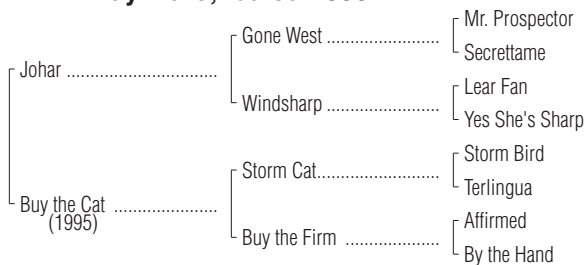 Mr. Prospector
Gone West
Secrettame
Johar
Lear Fan
Windsharp
Yes She's Sharp
Storm Bird
Storm Cat
Terlingua
Buy the Cat
(1995)
Affirmed
Buy the Firm
By the Hand